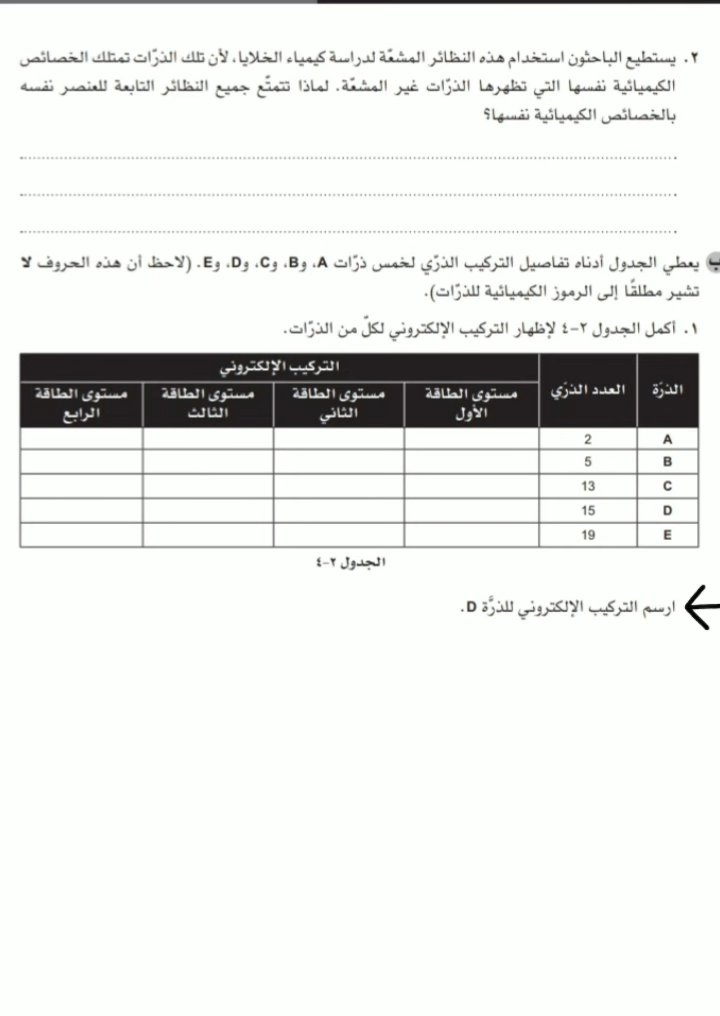 ٢. يستطيع الباحثون استخدام هذه النظائر المشعّة لدراسة كيمياء الخلايا، لأن تلك الذرّات تمتلك الخصائص
الكيميائية نفسها التي تظهرها الذرّات غير المشعّة. لماذا تتمتّع جميع النظائر التابعة للعنصر نفسه
بالخصائص الكيميائية نفسها؟
ب يعطي الجدول أدناه تفاصيل التركيب الذرّي لخمس ذرّات A، وB، وC، وD، وE. (لاحظ أن هذه الحروف لا
تشير مطلقًا إلى الرموز الكيميائية للذرّات).
١. أكمل الجدول ٢-٤ لإظهار التركيب الإلكتروني لكلّ من الذرّات.
الذرّة العدد الذرّي التركيب الإلكتروني
مستوى الطاقة الأول مستوى الطاقة الثاني مستوى الطاقة الثالث مستوى الطاقة الرابع
A 2
B 5
C 13
D 15
E 19
الجدول ٢-٤
ارسم التركيب الإلكتروني للذرَّة D.